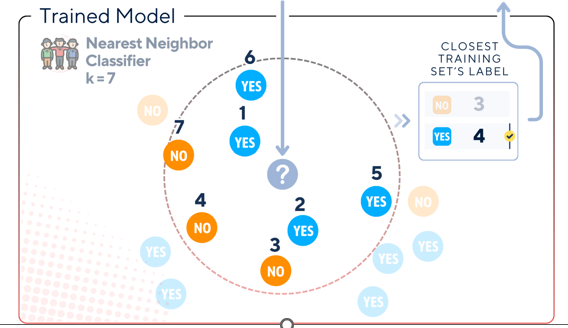 Trained Model
Nearest Neighbor
Classifier
k = 7
CLOSEST
TRAINING
SET'S LABEL
NO 3
YES 4
6
YES
NO
1
YES
7
NO
?
5
YES
NO
4
NO
2
YES
3
NO
YES
YES
YES
YES
YES